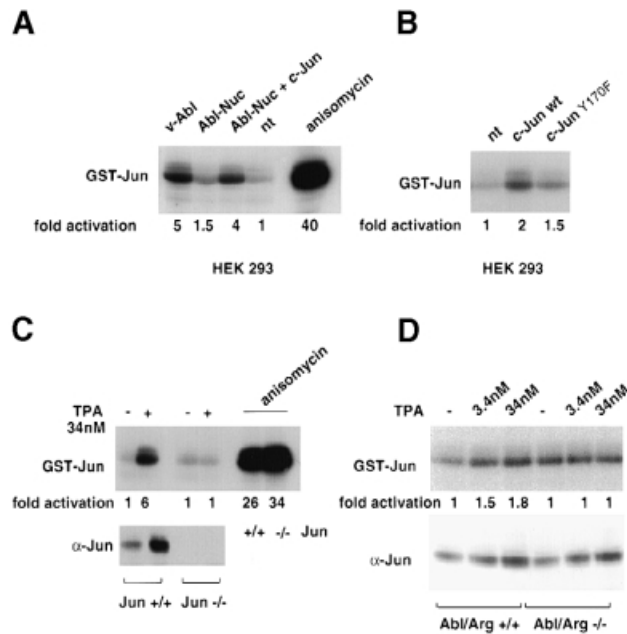 A
v-Abl
Abl-Nuc
Abl-Nuc + c-Jun
nt
anisomycin
GST-Jun
fold activation 5 1.5 4 1 40
HEK 293
B
nt
c-Jun wt
c-Jun Y170F
GST-Jun
fold activation 1 2 1.5
HEK 293
C
anisomycin
TPA - + - +
34nM
GST-Jun
fold activation 1 6 1 1 26 34
+/+ -/- Jun
α-Jun
Jun +/+ Jun -/-
D
TPA - 3.4nM 34nM - 3.4nM 34nM
GST-Jun
fold activation 1 1.5 1.8 1 1 1
α-Jun
Abl/Arg +/+ Abl/Arg -/-